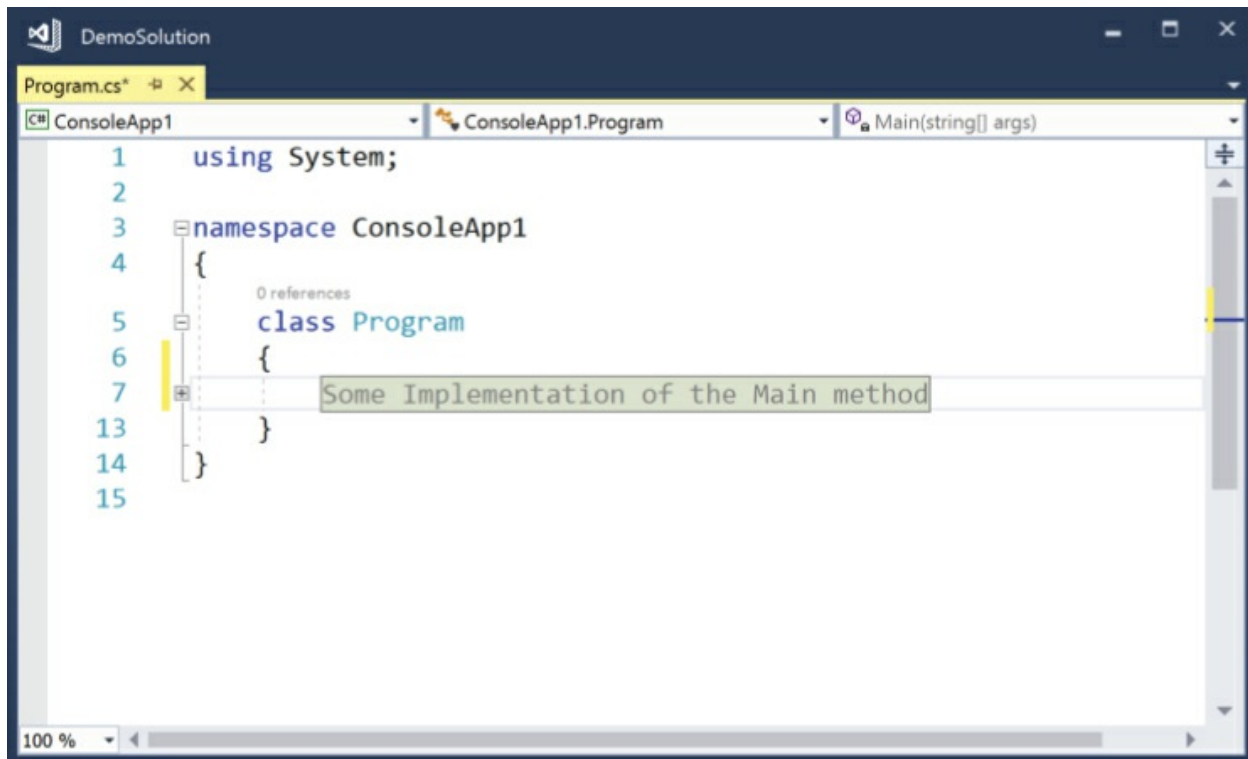 DemoSolution
Program.cs*
C# ConsoleApp1 ConsoleApp1.Program Main(string[] args)
1 using System;
2
3 namespace ConsoleApp1
4 {
0 references
5 class Program
6 {
7 Some Implementation of the Main method
13 }
14 }
15
100 %